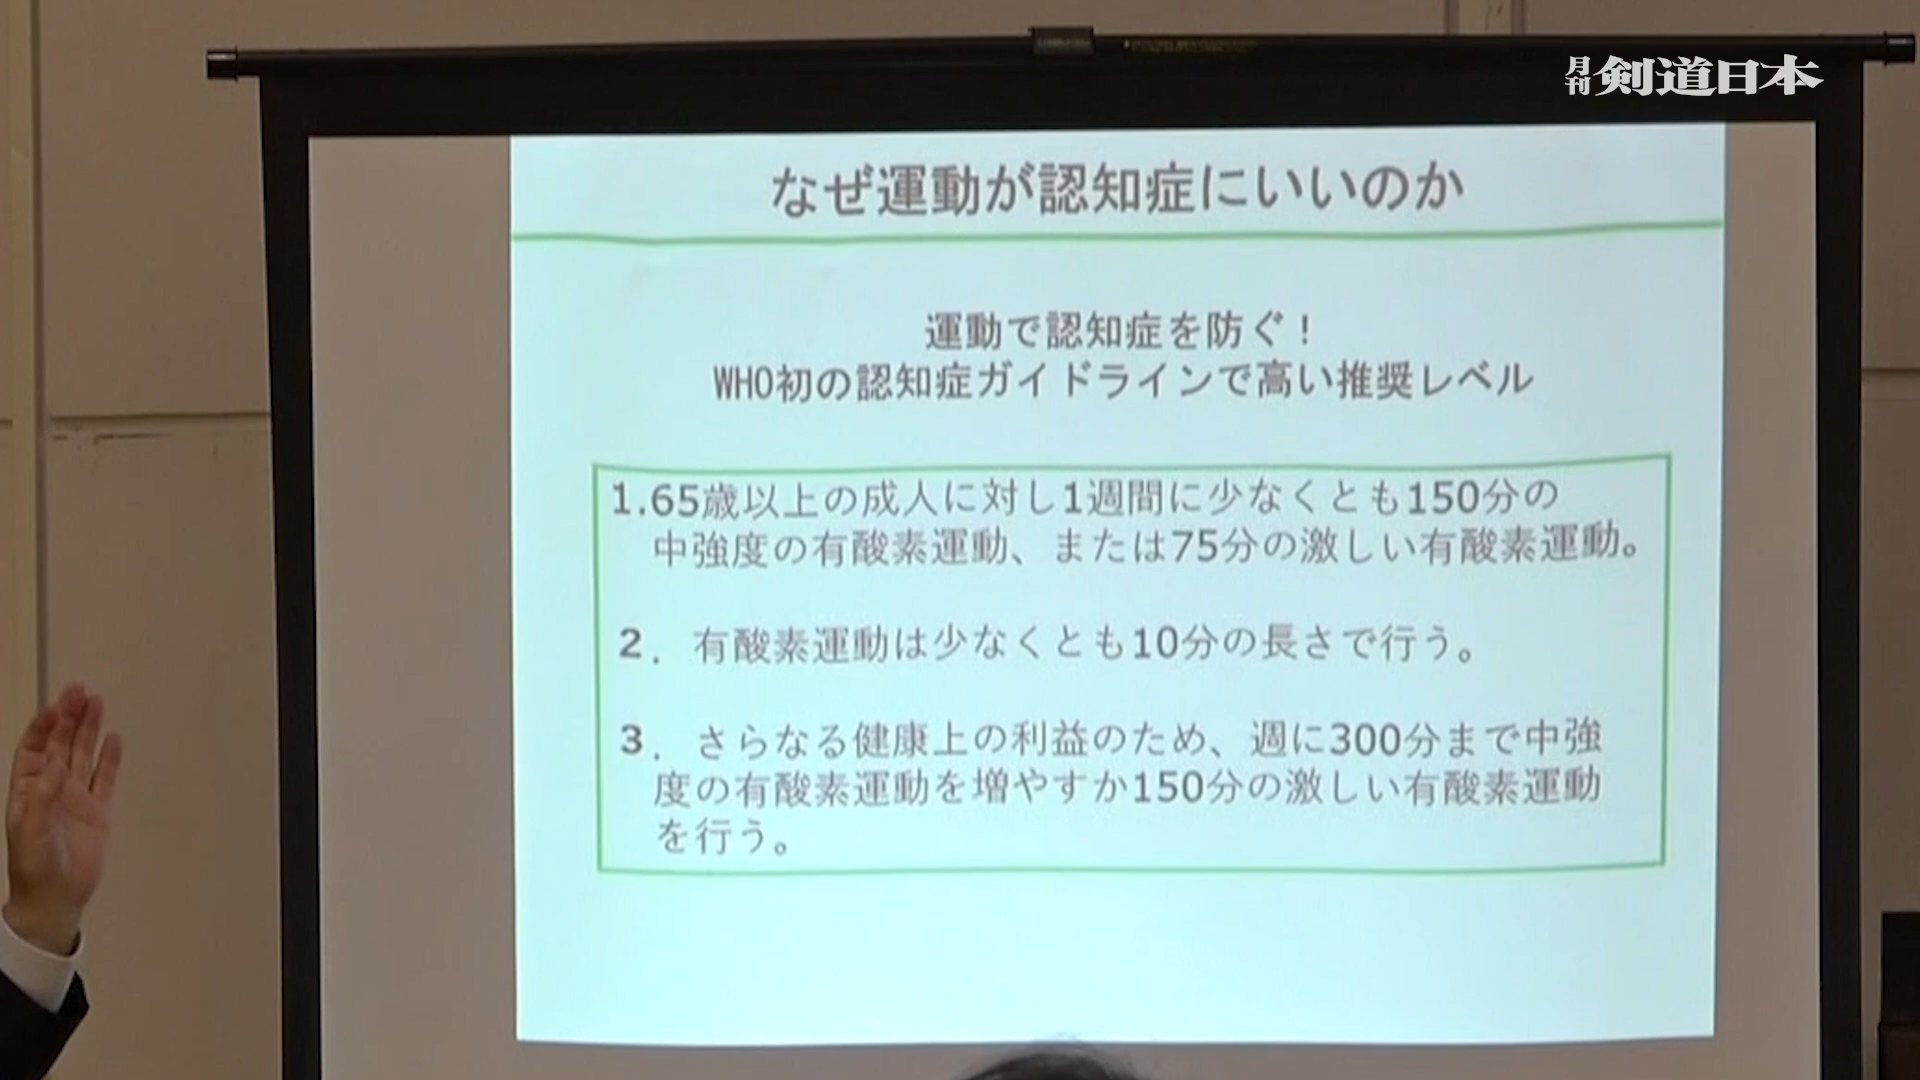 月刊 剣道日本
なぜ運動が認知症にいいのか
運動で認知症を防ぐ！
WHO初の認知症ガイドラインで高い推奨レベル
1.65歳以上の成人に対し1週間に少なくとも150分の
中強度の有酸素運動、または75分の激しい有酸素運動。
２．有酸素運動は少なくとも10分の長さで行う。
３．さらなる健康上の利益のため、週に300分まで中強
度の有酸素運動を増やすか150分の激しい有酸素運動
を行う。